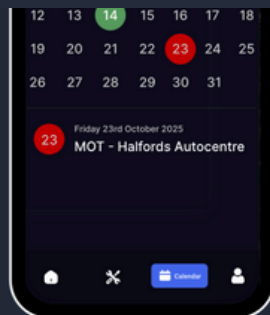 12 13 14 15 16 17 18
19 20 21 22 23 24 25
26 27 28 29 30 31
Friday 23rd October 2025
23
MOT - Halfords Autocentre
Calendar